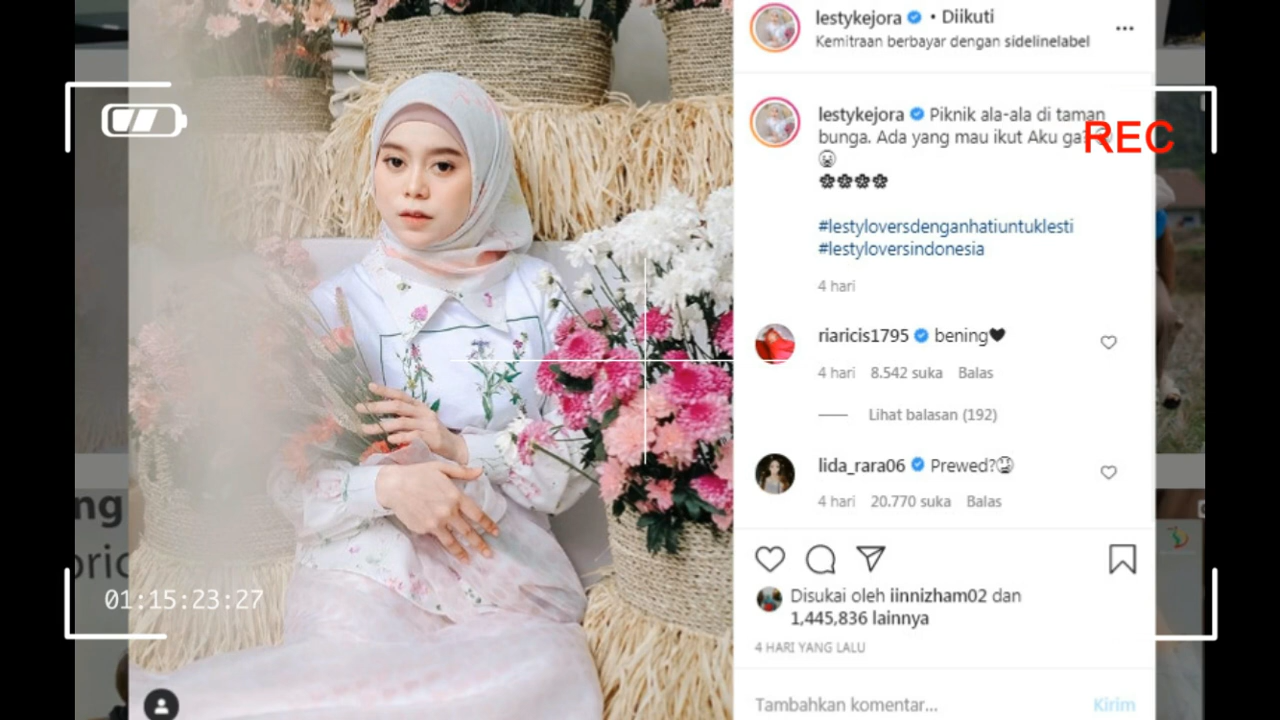 lestykejora • Diikuti
Kemitraan berbayar dengan sidelinelabel
lestykejora Piknik ala-ala di taman
bunga. Ada yang mau ikut Aku ga?
REC
#lestyloversdenganhatiuntuklesti
#lestyloversindonesia
4 hari
riaricis1795 bening🖤
4 hari 8.542 suka Balas
Lihat balasan (192)
lida_rara06 Prewed?
4 hari 20.770 suka Balas
Disukai oleh iinnizham02 dan
1,445,836 lainnya
4 HARI YANG LALU
Tambahkan komentar... Kirim
ng
oric
01:15:23:27